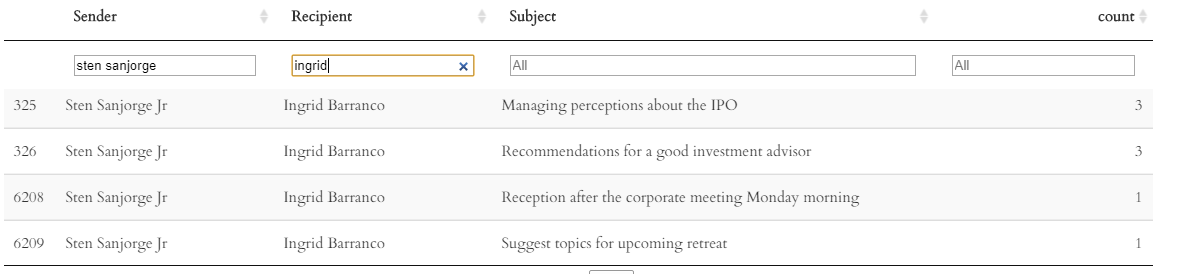 Sender Recipient Subject count
sten sanjorge ingrid All All
325 Sten Sanjorge Jr Ingrid Barranco Managing perceptions about the IPO 3
326 Sten Sanjorge Jr Ingrid Barranco Recommendations for a good investment advisor 3
6208 Sten Sanjorge Jr Ingrid Barranco Reception after the corporate meeting Monday morning 1
6209 Sten Sanjorge Jr Ingrid Barranco Suggest topics for upcoming retreat 1